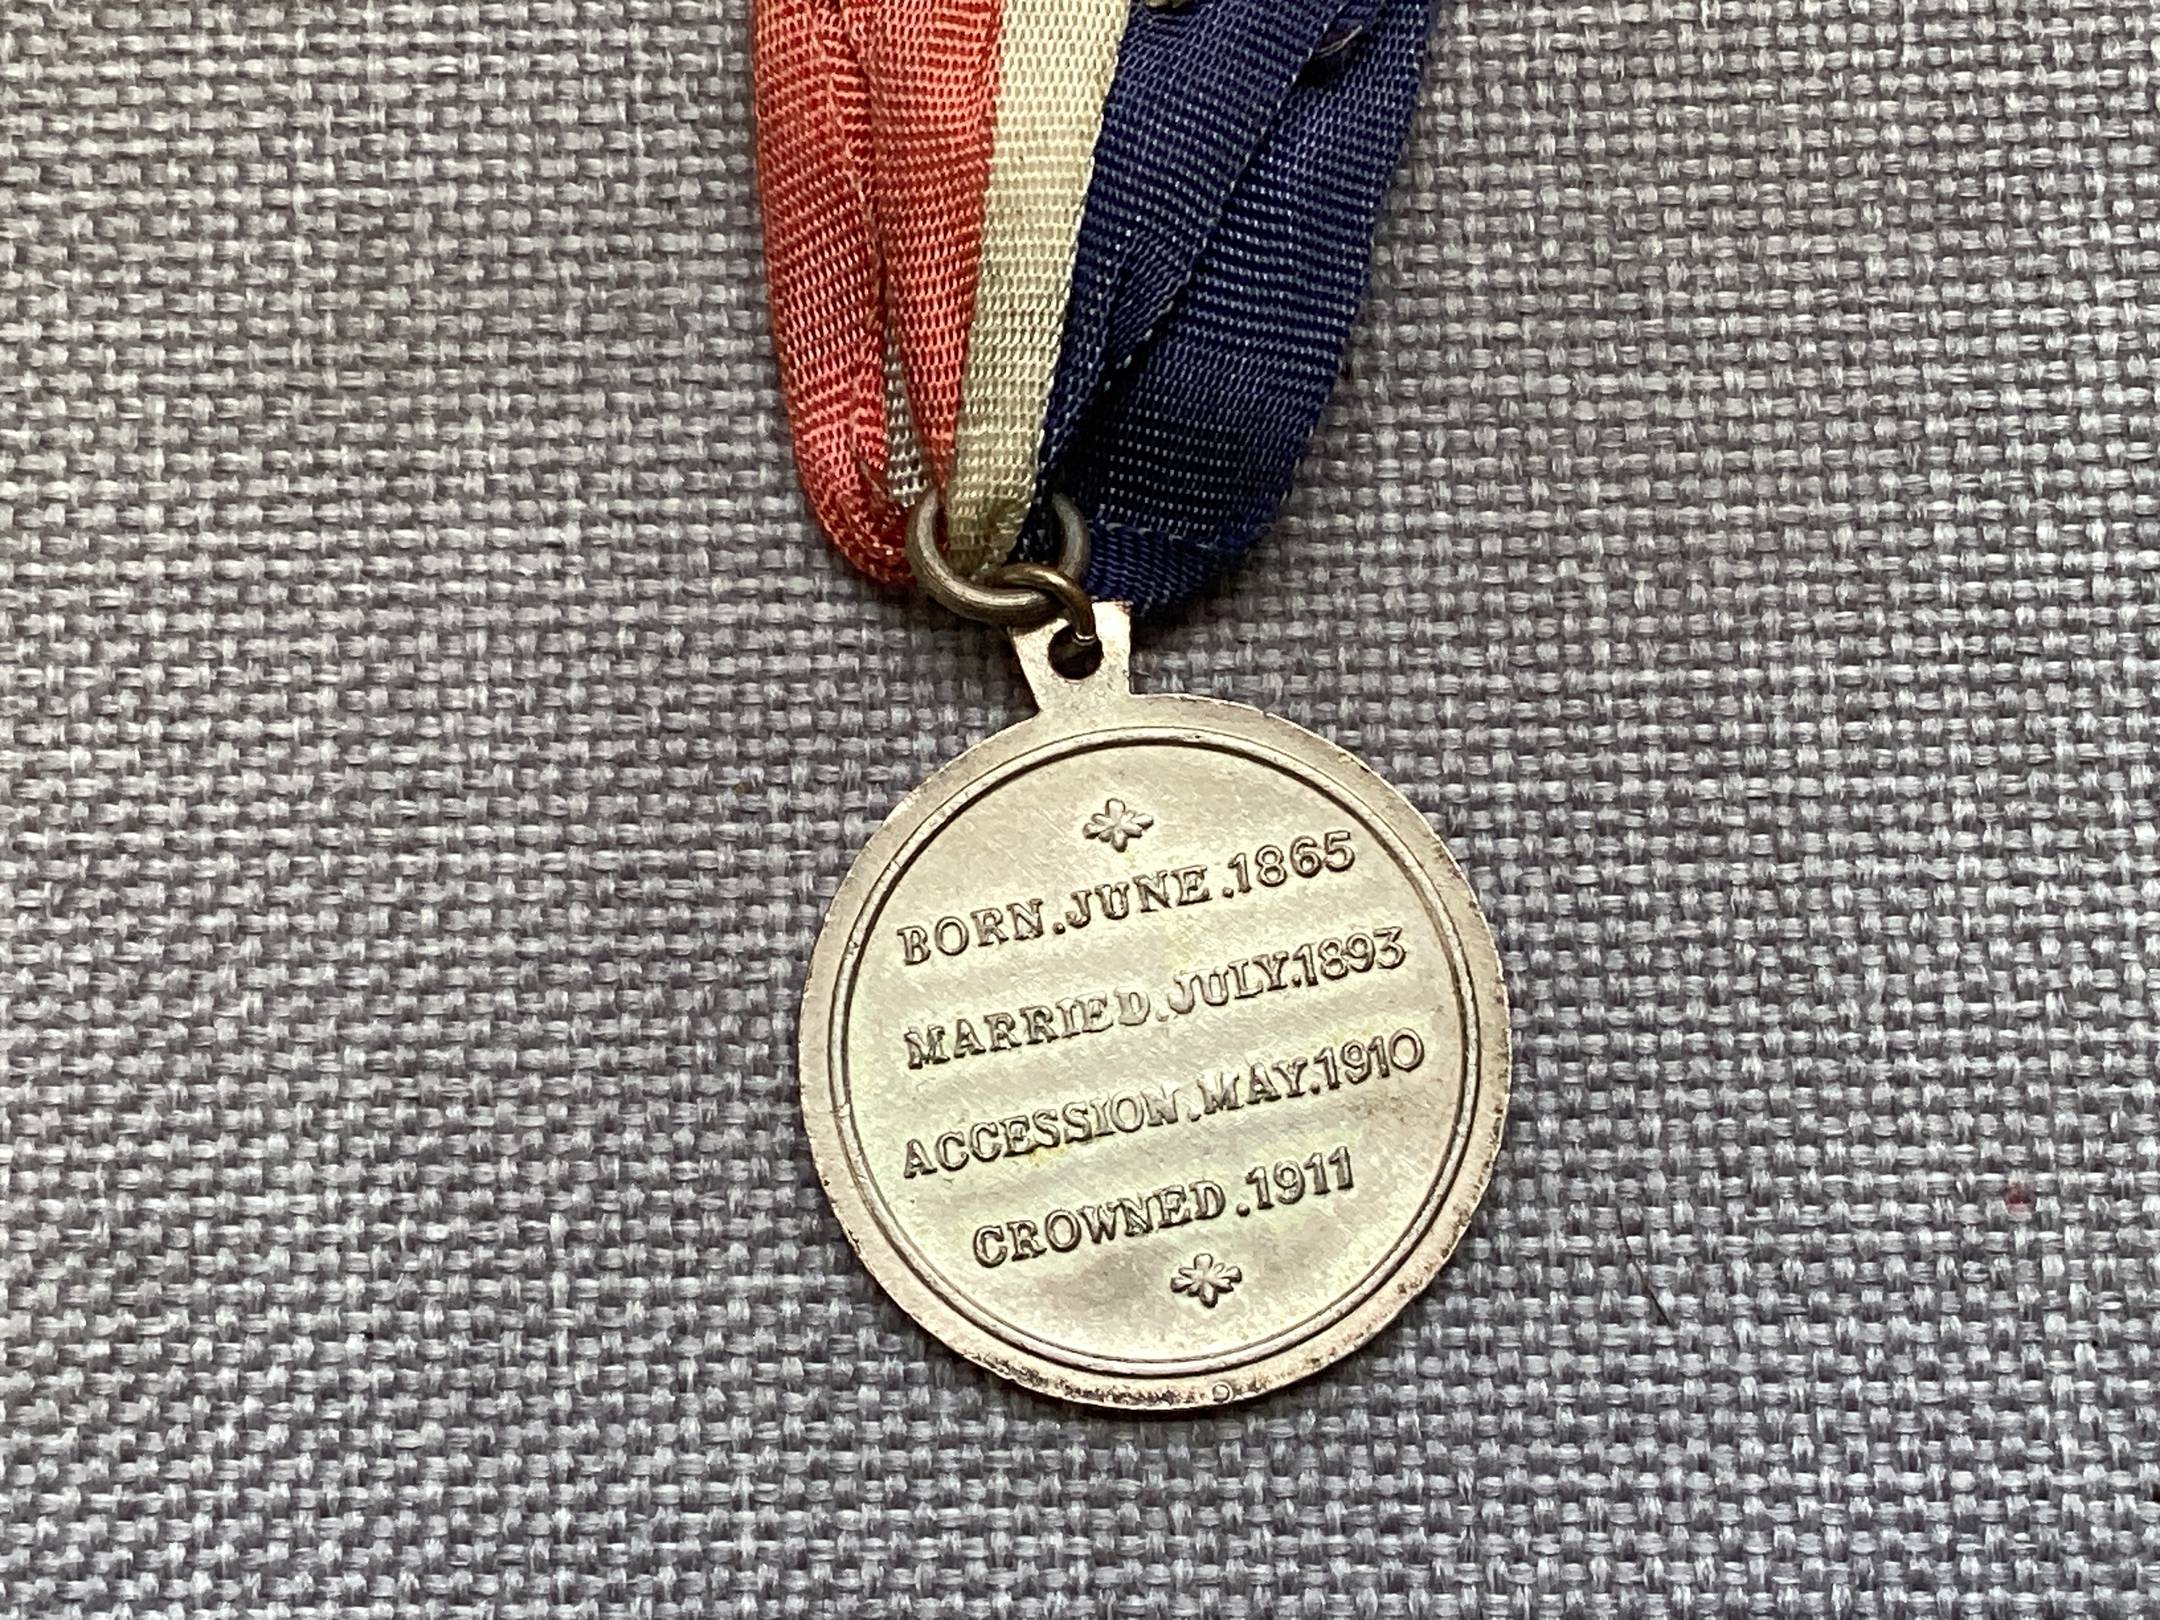 BORN.JUNE.1865
MARRIED.JULY.1893
ACCESSION.MAY.1910
CROWNED.1911